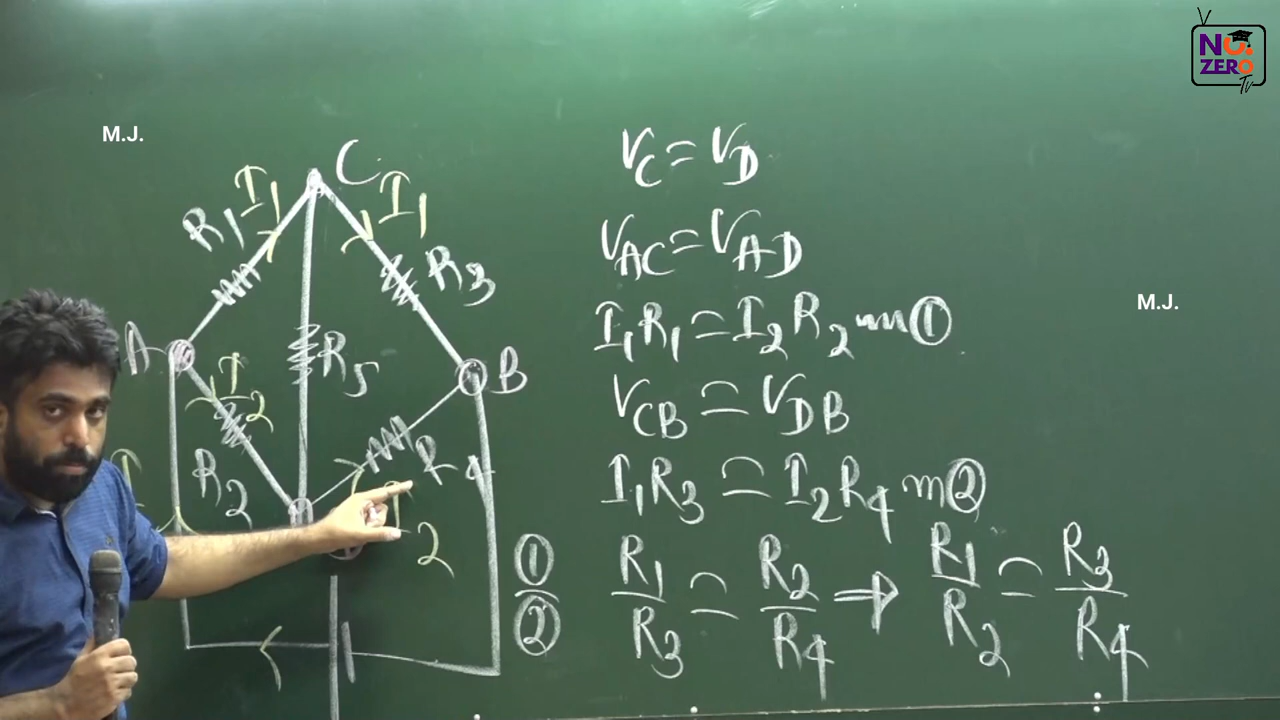 NO.
ZERO
TV
M.J.
M.J.
C
I₁
I₁
R₁
R₃
A
B
R₅
I₂
R₂
R₄
I
I₂
V_C = V_D
V_AC = V_AD
I₁R₁ = I₂R₂ ①
V_CB = V_DB
I₁R₃ = I₂R₄ ②
①/② R₁/R₃ = R₂/R₄ ⇒ R₁/R₂ = R₃/R₄